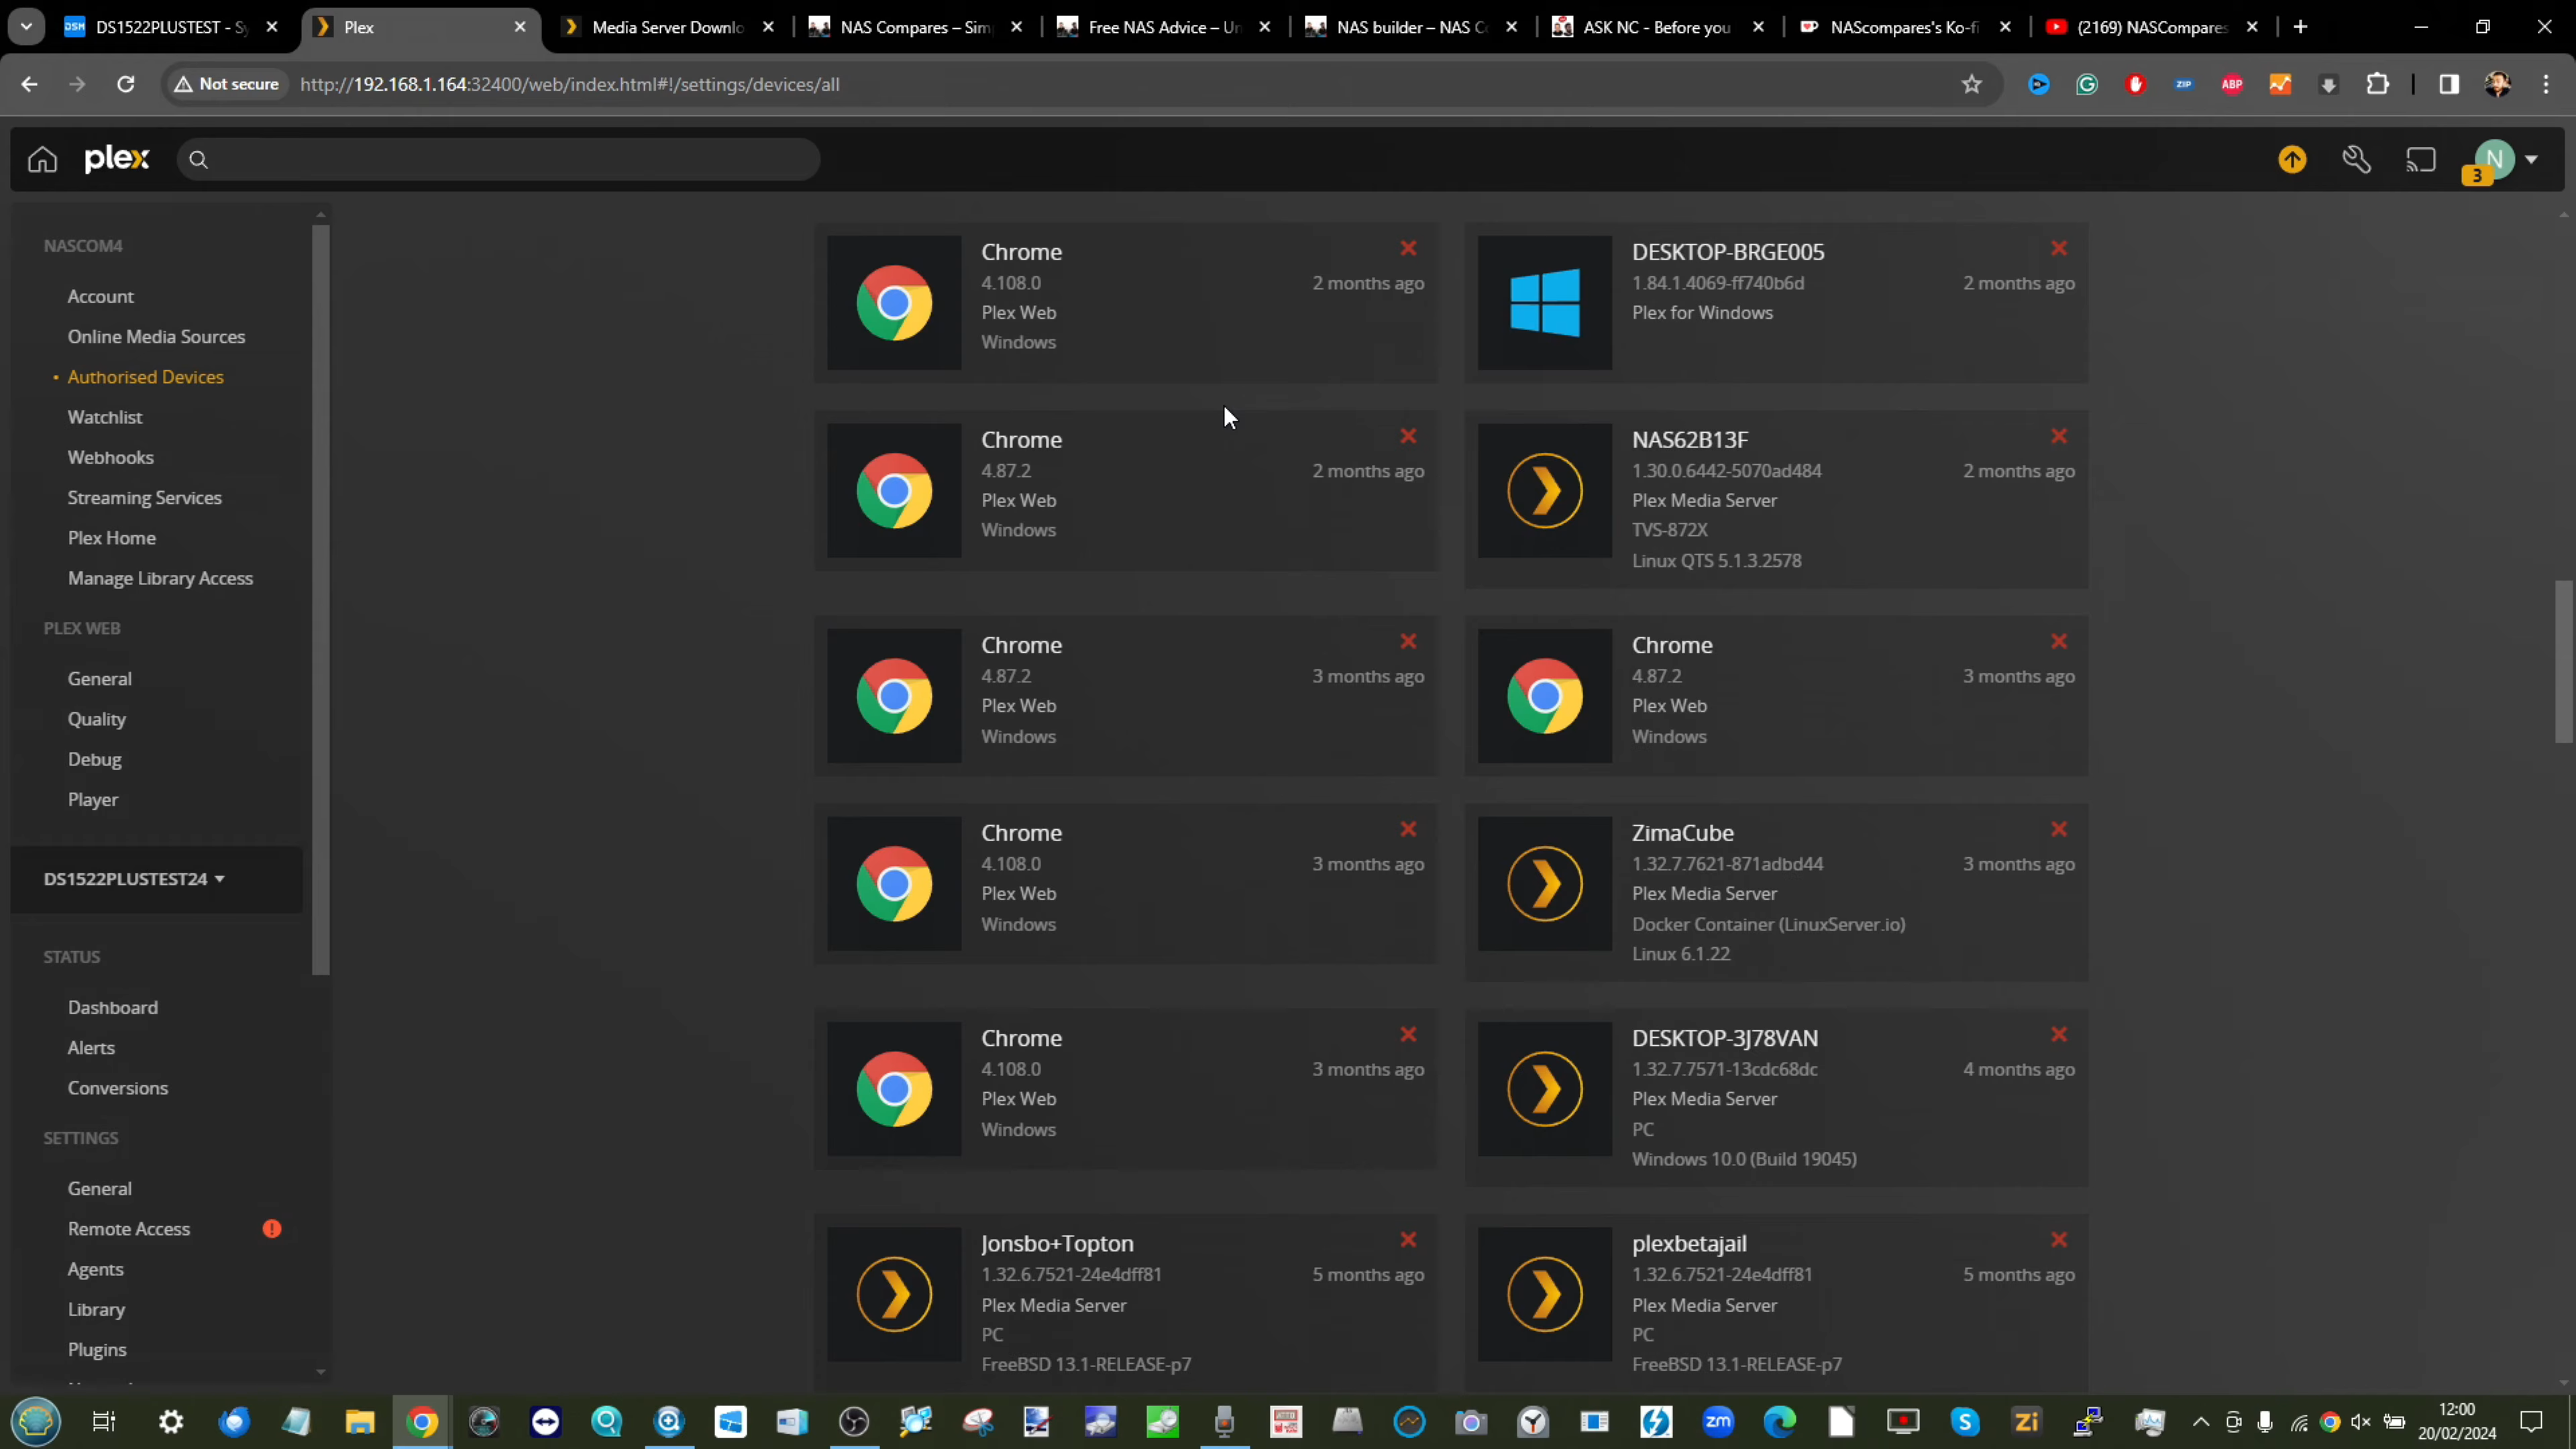 DS1522PLUSTEST - Sy
Plex
Media Server Downlo
NAS Compares – Sim
Free NAS Advice – Un
NAS builder – NAS Co
ASK NC - Before you
NAScompares's Ko-fi
(2169) NASCompares
Not secure
http://192.168.1.164:32400/web/index.html#!/settings/devices/all
ZIP
ABP
plex
N
3
NASCOM4
Account
Online Media Sources
• Authorised Devices
Watchlist
Webhooks
Streaming Services
Plex Home
Manage Library Access
PLEX WEB
General
Quality
Debug
Player
DS1522PLUSTEST24
STATUS
Dashboard
Alerts
Conversions
SETTINGS
General
Remote Access
Agents
Library
Plugins
Chrome
4.108.0
2 months ago
Plex Web
Windows
DESKTOP-BRGE005
1.84.1.4069-ff740b6d
2 months ago
Plex for Windows
Chrome
4.87.2
2 months ago
Plex Web
Windows
NAS62B13F
1.30.0.6442-5070ad484
2 months ago
Plex Media Server
TVS-872X
Linux QTS 5.1.3.2578
Chrome
4.87.2
3 months ago
Plex Web
Windows
Chrome
4.87.2
3 months ago
Plex Web
Windows
Chrome
4.108.0
3 months ago
Plex Web
Windows
ZimaCube
1.32.7.7621-871adbd44
3 months ago
Plex Media Server
Docker Container (LinuxServer.io)
Linux 6.1.22
Chrome
4.108.0
3 months ago
Plex Web
Windows
DESKTOP-3J78VAN
1.32.7.7571-13cdc68dc
4 months ago
Plex Media Server
PC
Windows 10.0 (Build 19045)
Jonsbo+Topton
1.32.6.7521-24e4dff81
5 months ago
Plex Media Server
PC
FreeBSD 13.1-RELEASE-p7
plexbetajail
1.32.6.7521-24e4dff81
5 months ago
Plex Media Server
PC
FreeBSD 13.1-RELEASE-p7
zm
S
Zi
12:00
20/02/2024